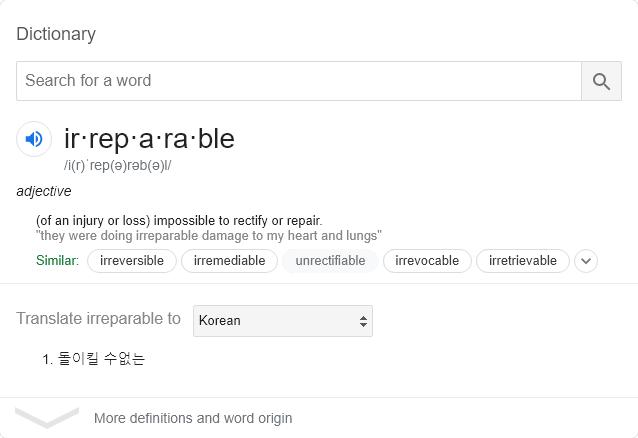 Dictionary
Search for a word
ir·rep·a·ra·ble
/i(r)ˈrep(ə)rəb(ə)l/
adjective
(of an injury or loss) impossible to rectify or repair.
"they were doing irreparable damage to my heart and lungs"
Similar: irreversible irremediable unrectifiable irrevocable irretrievable
Translate irreparable to Korean
1. 돌이킬 수없는
More definitions and word origin